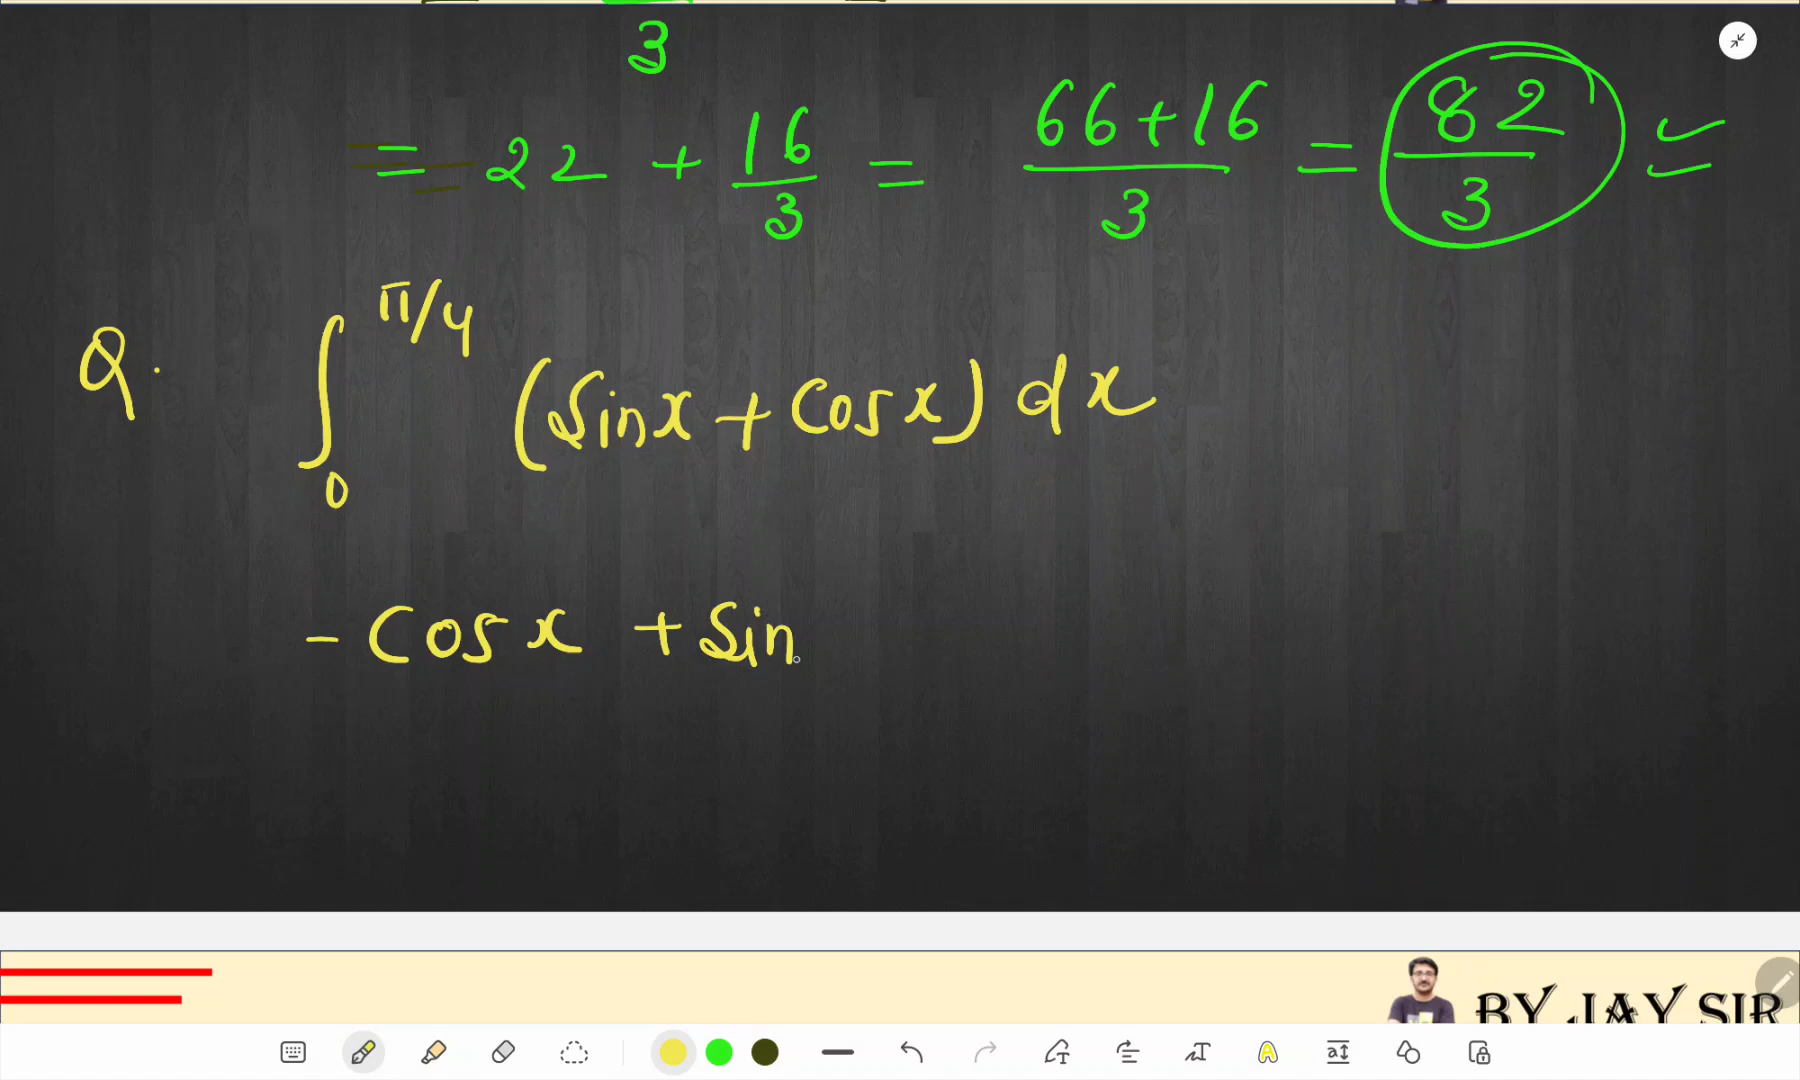 3
= 22 + 16/3 = 66+16/3 = 82/3
Q. ∫₀^π/4 (Sinx + Cosx) dx
- Cosx + Sin
BY JAY SIR